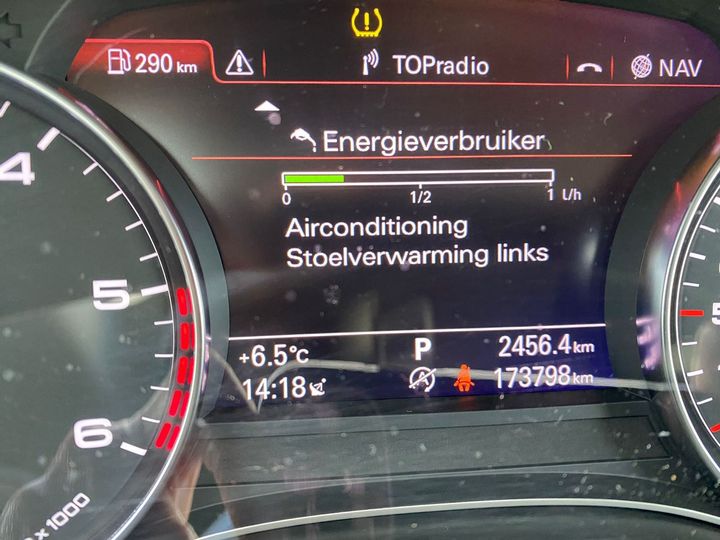 290 km
TOPradio
NAV
Energieverbruiker
0 1/2 1 l/h
Airconditioning
Stoelverwarming links
+6.5°C P 2456.4 km
14:18 A 173798 km
4
5
6
x 1000